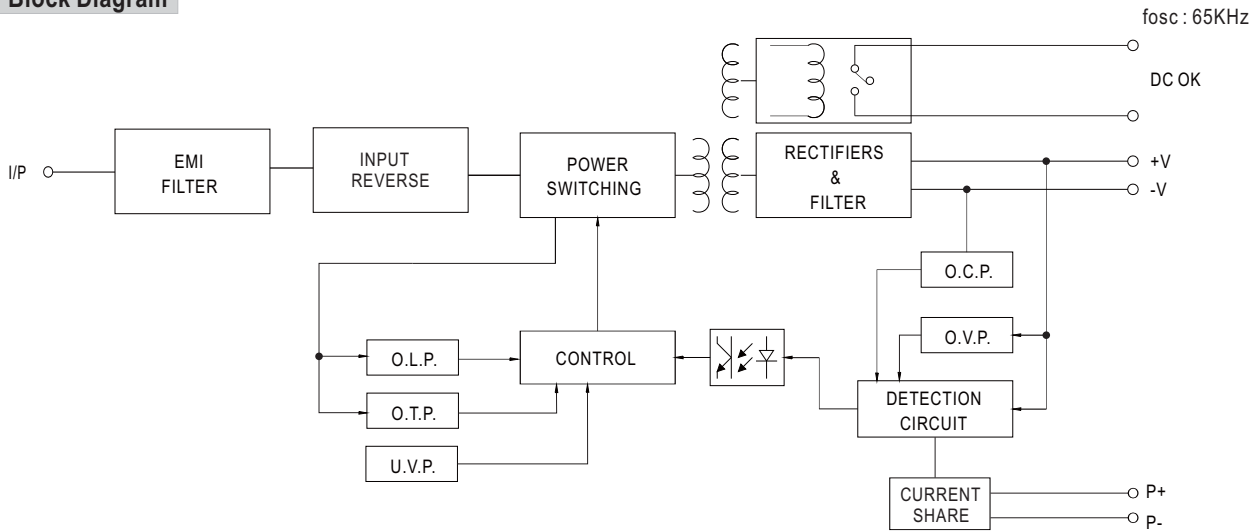 Block Diagram
fosc : 65KHz
DC OK
I/P
EMI
FILTER
INPUT
REVERSE
POWER
SWITCHING
RECTIFIERS
&
FILTER
+V
-V
O.C.P.
O.V.P.
O.L.P.
CONTROL
O.T.P.
DETECTION
CIRCUIT
U.V.P.
CURRENT
SHARE
P+
P-